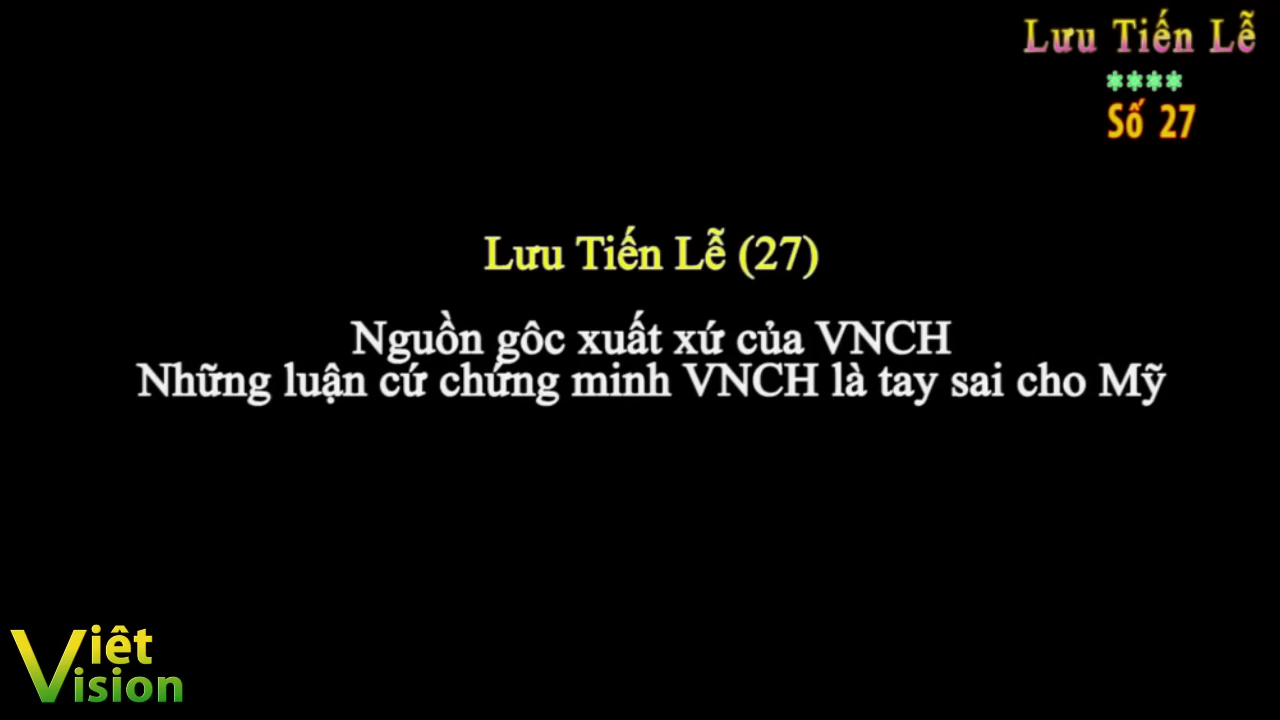 Lưu Tiến Lễ
****
Số 27
Lưu Tiến Lễ (27)
Nguồn gôc xuất xứ của VNCH
Những luận cứ chứng minh VNCH là tay sai cho Mỹ
Việt
Vision